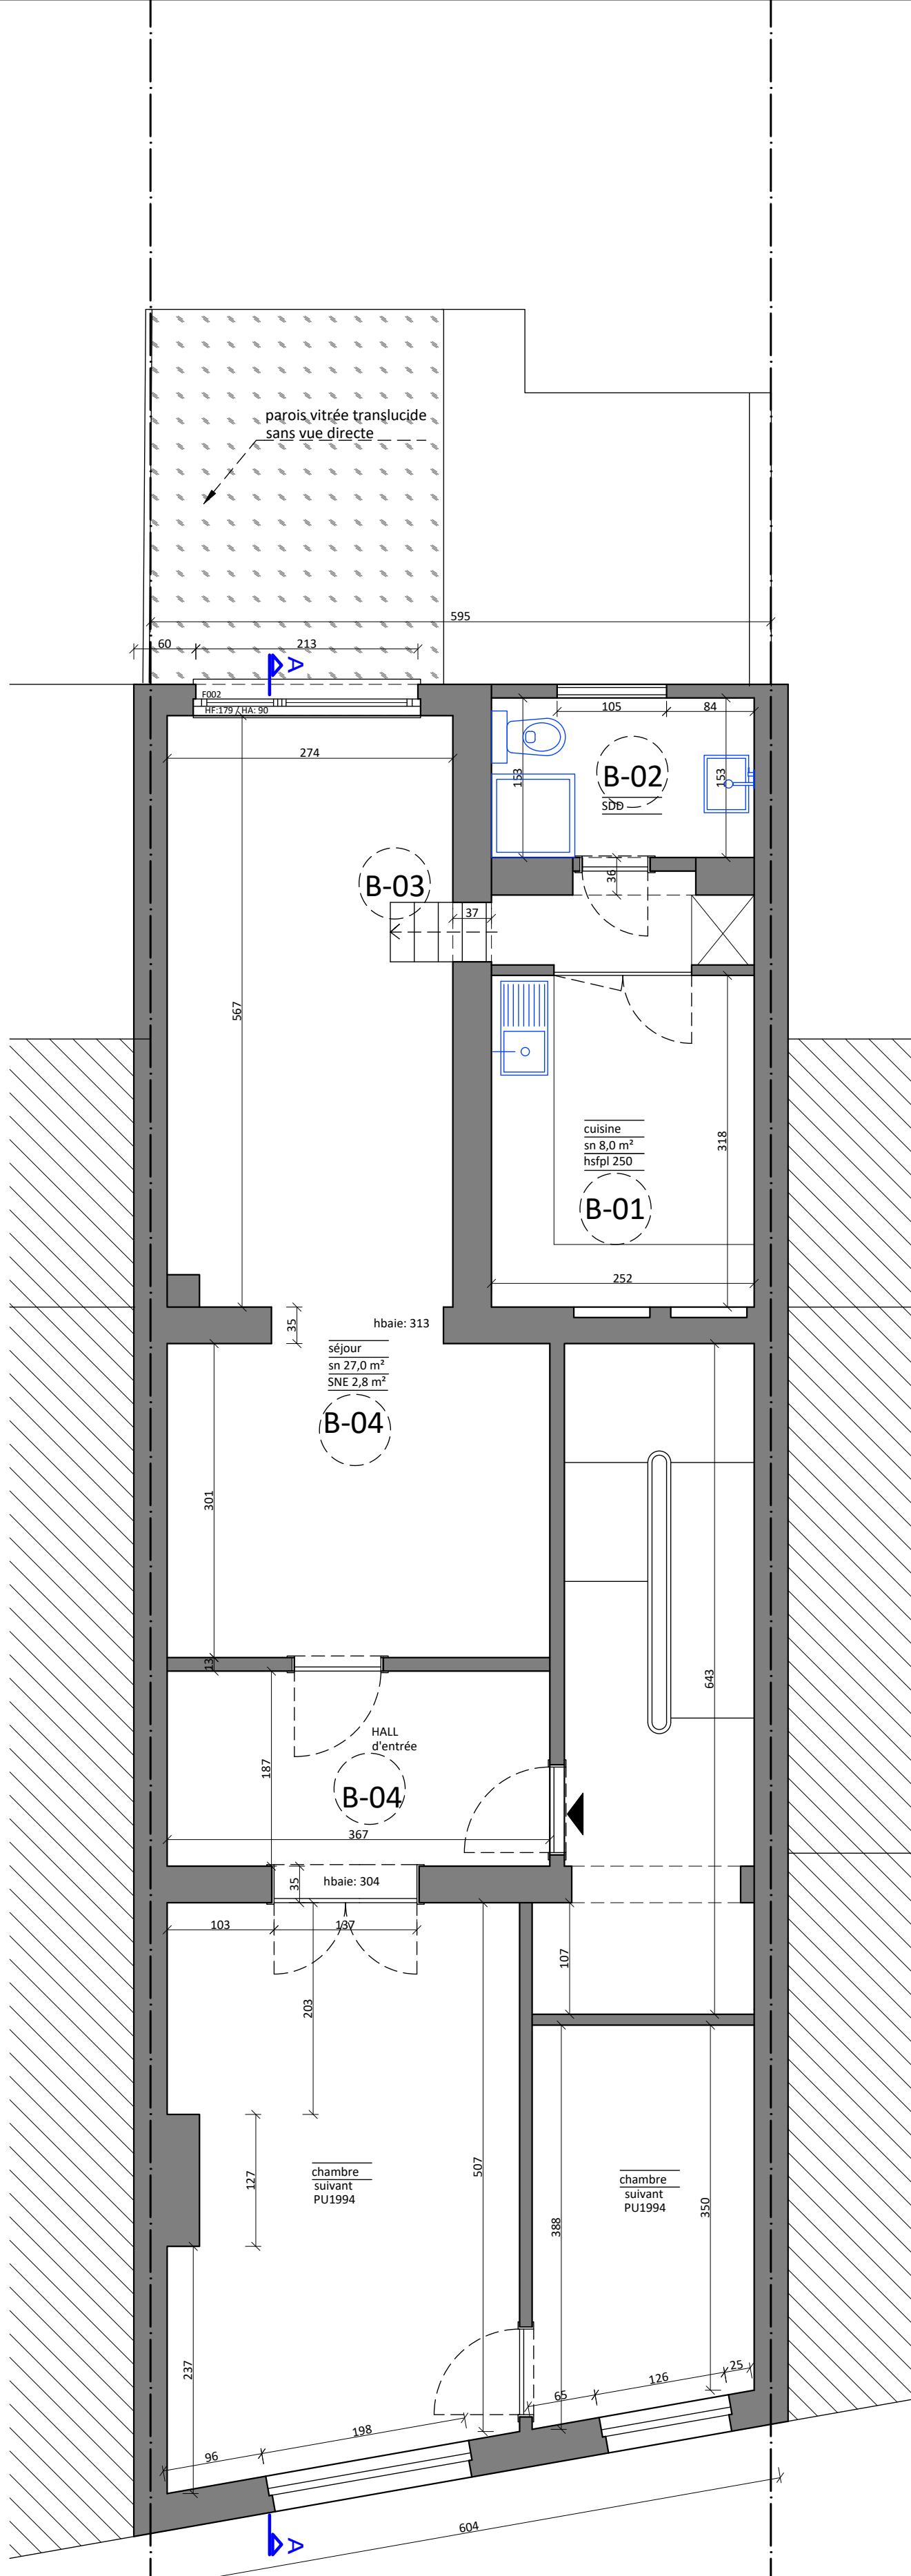 parois vitrée translucide
sans vue directe
595
60
213
A
F002
HF:179 / HA: 90
105
84
274
153
B-02
SDD
153
36
B-03
37
567
cuisine
sn 8,0 m²
hsfpl 250
B-01
318
252
35
hbaie: 313
séjour
sn 27,0 m²
SNE 2,8 m²
B-04
301
13
643
HALL
d'entrée
187
B-04
367
35
hbaie: 304
103
137
107
203
127
507
chambre
suivant
PU1994
chambre
suivant
PU1994
388
350
237
96
198
65
126
25
604
A